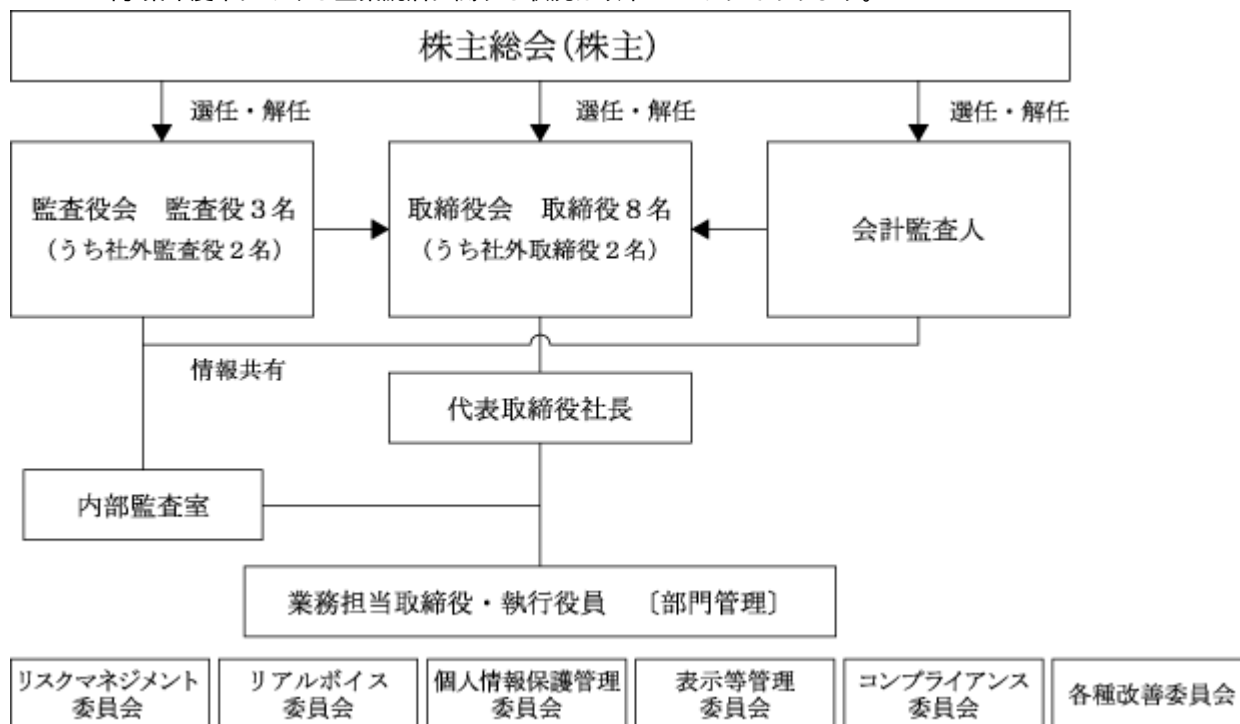 株主総会(株主)
選任・解任
選任・解任
選任・解任
監査役会　監査役３名
（うち社外監査役２名）
取締役会　取締役８名
（うち社外取締役２名）
会計監査人
情報共有
代表取締役社長
内部監査室
業務担当取締役・執行役員　〔部門管理〕
リスクマネジメント
委員会
リアルボイス
委員会
個人情報保護管理
委員会
表示等管理
委員会
コンプライアンス
委員会
各種改善委員会